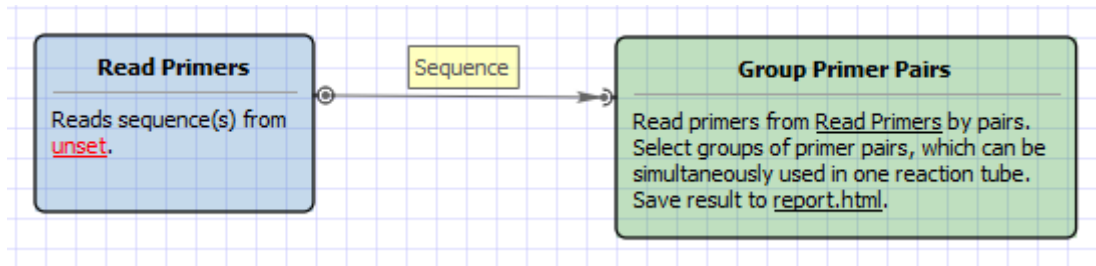 Read Primers
Reads sequence(s) from
unset.
Sequence
Group Primer Pairs
Read primers from Read Primers by pairs.
Select groups of primer pairs, which can be
simultaneously used in one reaction tube.
Save result to report.html.